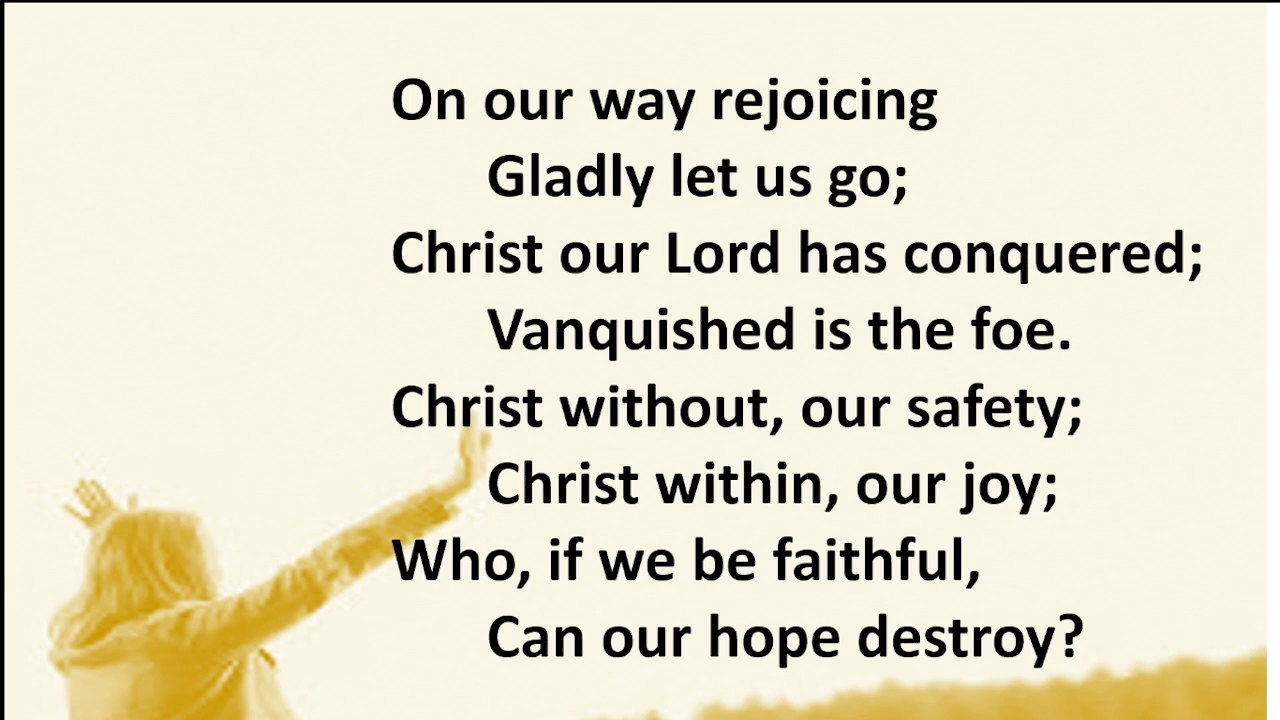 On our way rejoicing
Gladly let us go;
Christ our Lord has conquered;
Vanquished is the foe.
Christ without, our safety;
Christ within, our joy;
Who, if we be faithful,
Can our hope destroy?